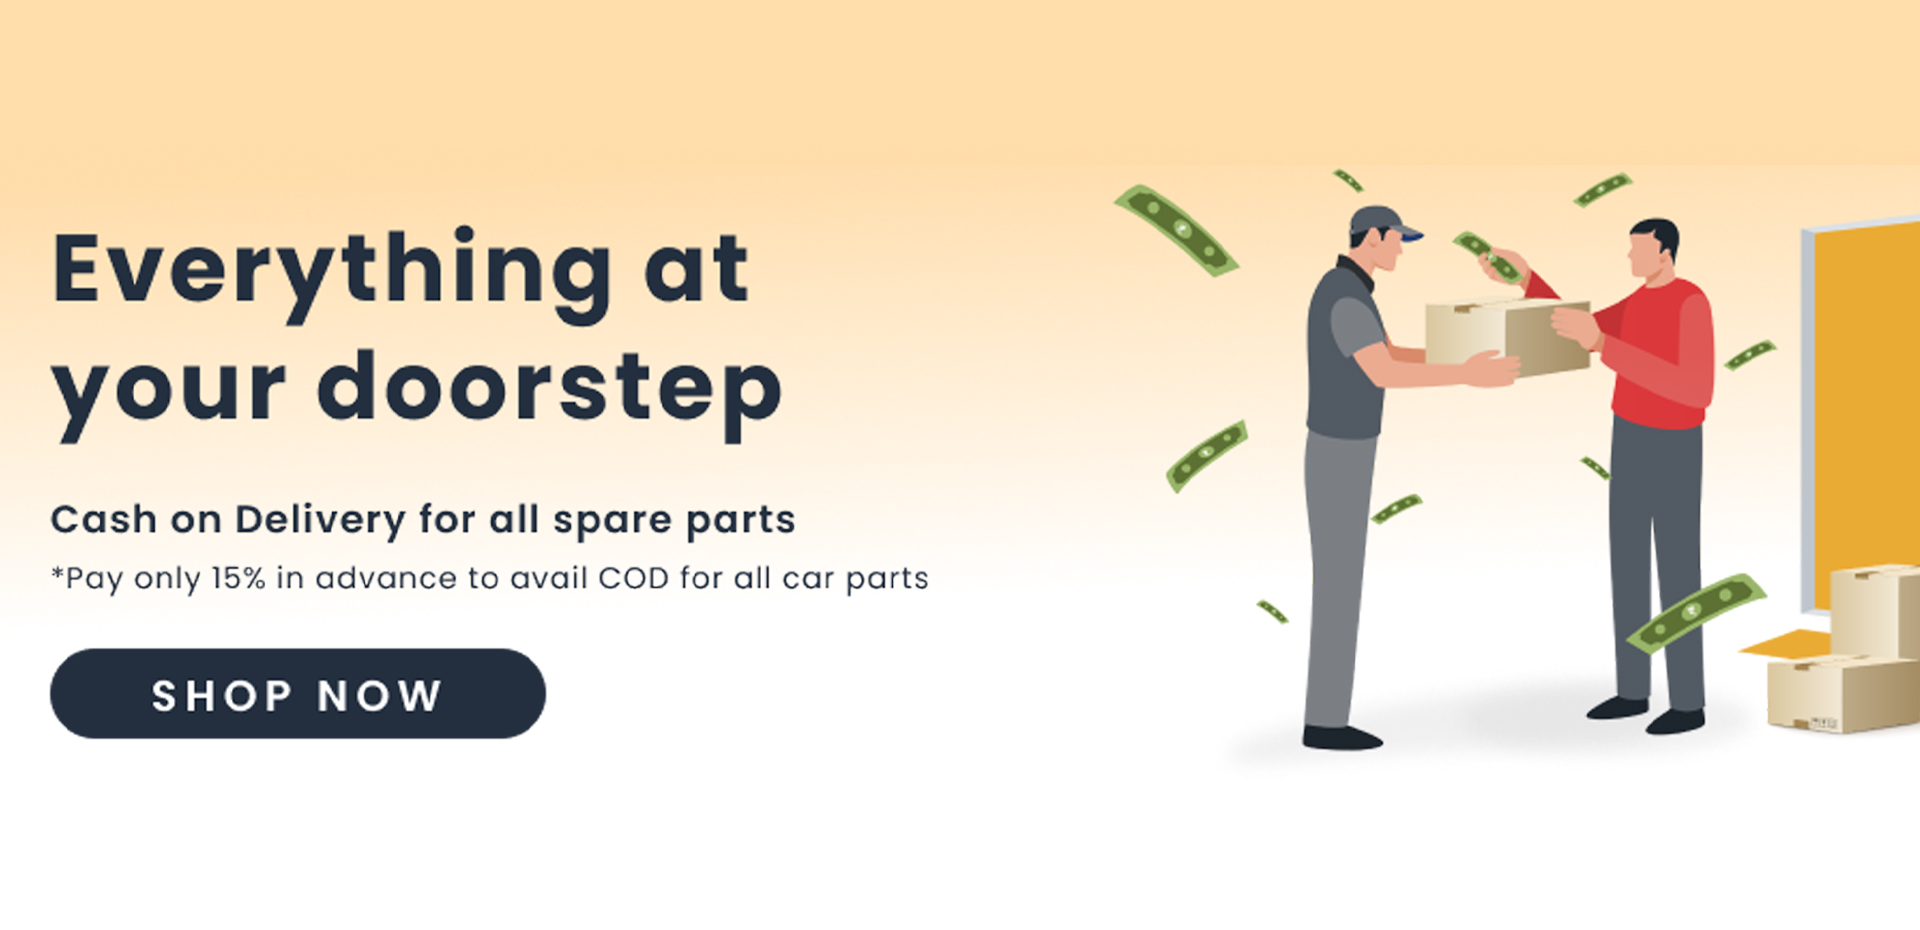 Everything at
your doorstep
Cash on Delivery for all spare parts
*Pay only 15% in advance to avail COD for all car parts
SHOP NOW